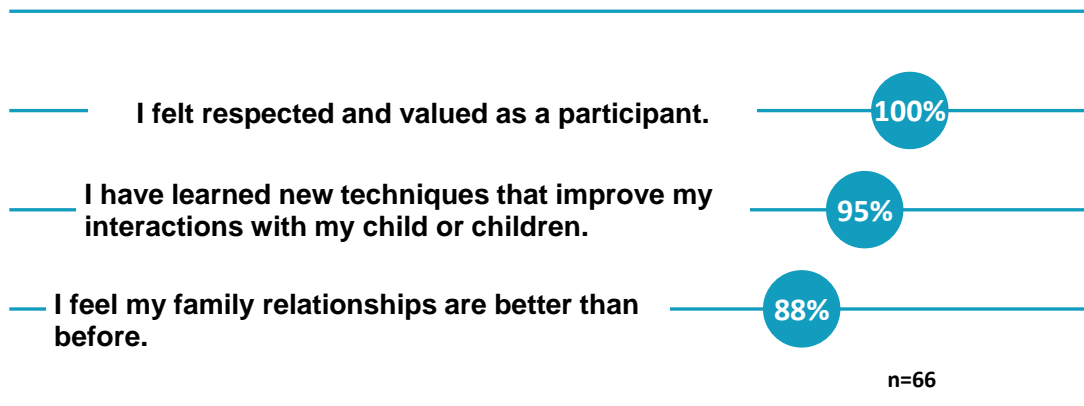 I felt respected and valued as a participant.
100%
I have learned new techniques that improve my
interactions with my child or children.
95%
I feel my family relationships are better than
before.
88%
n=66